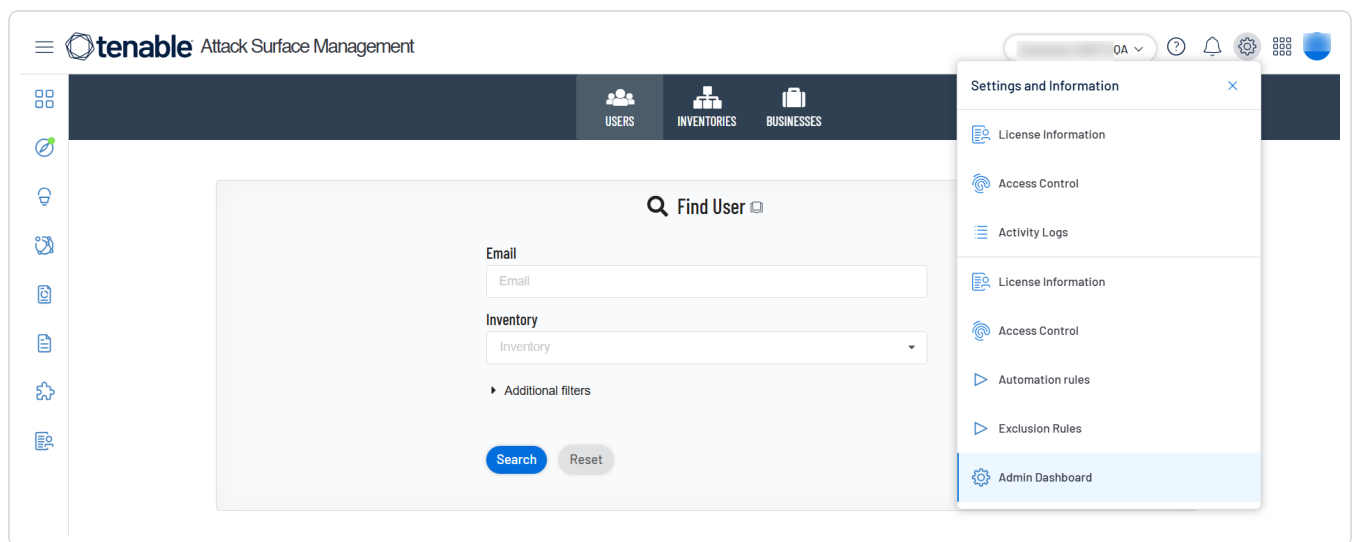 tenable Attack Surface Management
QA
USERS
INVENTORIES
BUSINESSES
Find User
Email
Email
Inventory
Inventory
Additional filters
Search
Reset
Settings and Information
License Information
Access Control
Activity Logs
License Information
Access Control
Automation rules
Exclusion Rules
Admin Dashboard